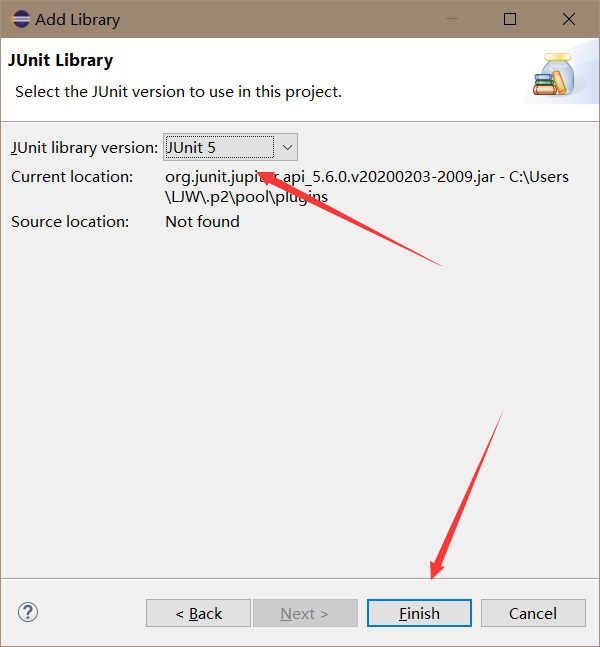 Add Library
JUnit Library
Select the JUnit version to use in this project.
JUnit library version: JUnit 5
Current location: org.junit.jupiter.api_5.6.0.v20200203-2009.jar - C:\Users
\LJW\.p2\pool\plugins
Source location: Not found
?
< Back Next > Finish Cancel